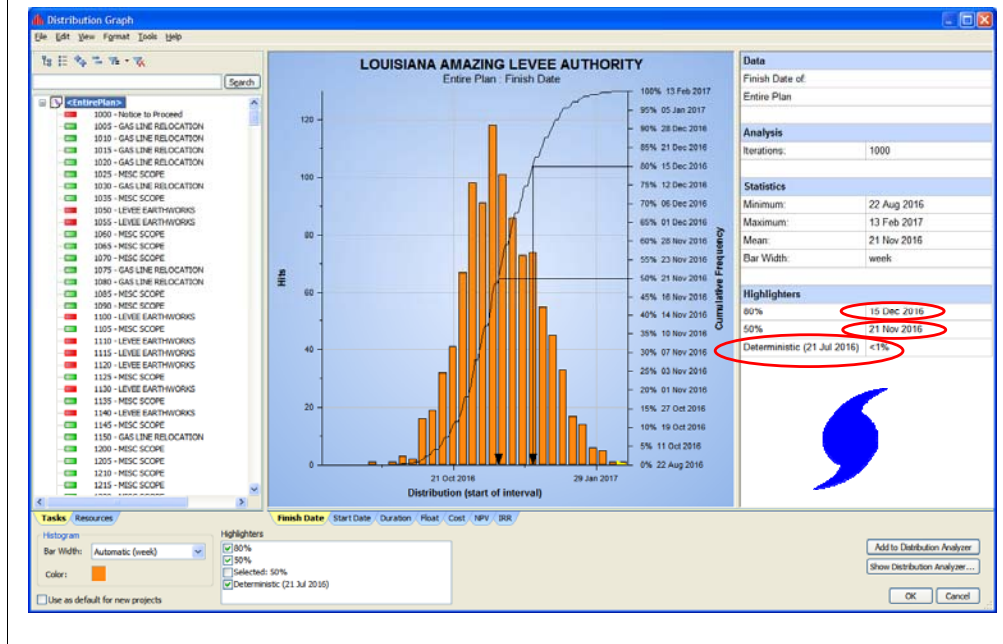 Distribution Graph
File Edit View Format Tools Help
Search
<EntirePlan>
1000 - Notice to Proceed
1005 - GAS LINE RELOCATION
1010 - GAS LINE RELOCATION
1015 - GAS LINE RELOCATION
1020 - GAS LINE RELOCATION
1025 - MISC SCOPE
1030 - GAS LINE RELOCATION
1035 - MISC SCOPE
1050 - LEVEE EARTHWORKS
1055 - LEVEE EARTHWORKS
1060 - MISC SCOPE
1065 - MISC SCOPE
1070 - MISC SCOPE
1075 - GAS LINE RELOCATION
1080 - GAS LINE RELOCATION
1085 - MISC SCOPE
1090 - MISC SCOPE
1100 - LEVEE EARTHWORKS
1105 - MISC SCOPE
1110 - LEVEE EARTHWORKS
1115 - LEVEE EARTHWORKS
1120 - LEVEE EARTHWORKS
1125 - MISC SCOPE
1130 - LEVEE EARTHWORKS
1135 - MISC SCOPE
1140 - LEVEE EARTHWORKS
1145 - MISC SCOPE
1150 - GAS LINE RELOCATION
1200 - MISC SCOPE
1205 - MISC SCOPE
1210 - MISC SCOPE
1215 - MISC SCOPE
Tasks Resources
LOUISIANA AMAZING LEVEE AUTHORITY
Entire Plan : Finish Date
120
100
80
60
40
20
0
Hits
100% 13 Feb 2017
95% 05 Jan 2017
90% 28 Dec 2016
85% 21 Dec 2016
80% 15 Dec 2016
75% 12 Dec 2016
70% 06 Dec 2016
65% 01 Dec 2016
60% 28 Nov 2016
55% 23 Nov 2016
50% 21 Nov 2016
45% 16 Nov 2016
40% 14 Nov 2016
35% 10 Nov 2016
30% 07 Nov 2016
25% 03 Nov 2016
20% 01 Nov 2016
15% 27 Oct 2016
10% 19 Oct 2016
5% 11 Oct 2016
0% 22 Aug 2016
Cumulative Frequency
21 Oct 2016 29 Jan 2017
Distribution (start of interval)
Finish Date Start Date Duration Float Cost NPV IRR
Data
Finish Date of:
Entire Plan
Analysis
Iterations: 1000
Statistics
Minimum: 22 Aug 2016
Maximum: 13 Feb 2017
Mean: 21 Nov 2016
Bar Width: week
Highlighters
80% 15 Dec 2016
50% 21 Nov 2016
Deterministic (21 Jul 2016) <1%
Histogram
Bar Width: Automatic (week)
Color:
Use as default for new projects
Highlighters
80%
50%
Selected: 50%
Deterministic (21 Jul 2016)
Add to Distribution Analyzer
Show Distribution Analyzer...
OK Cancel